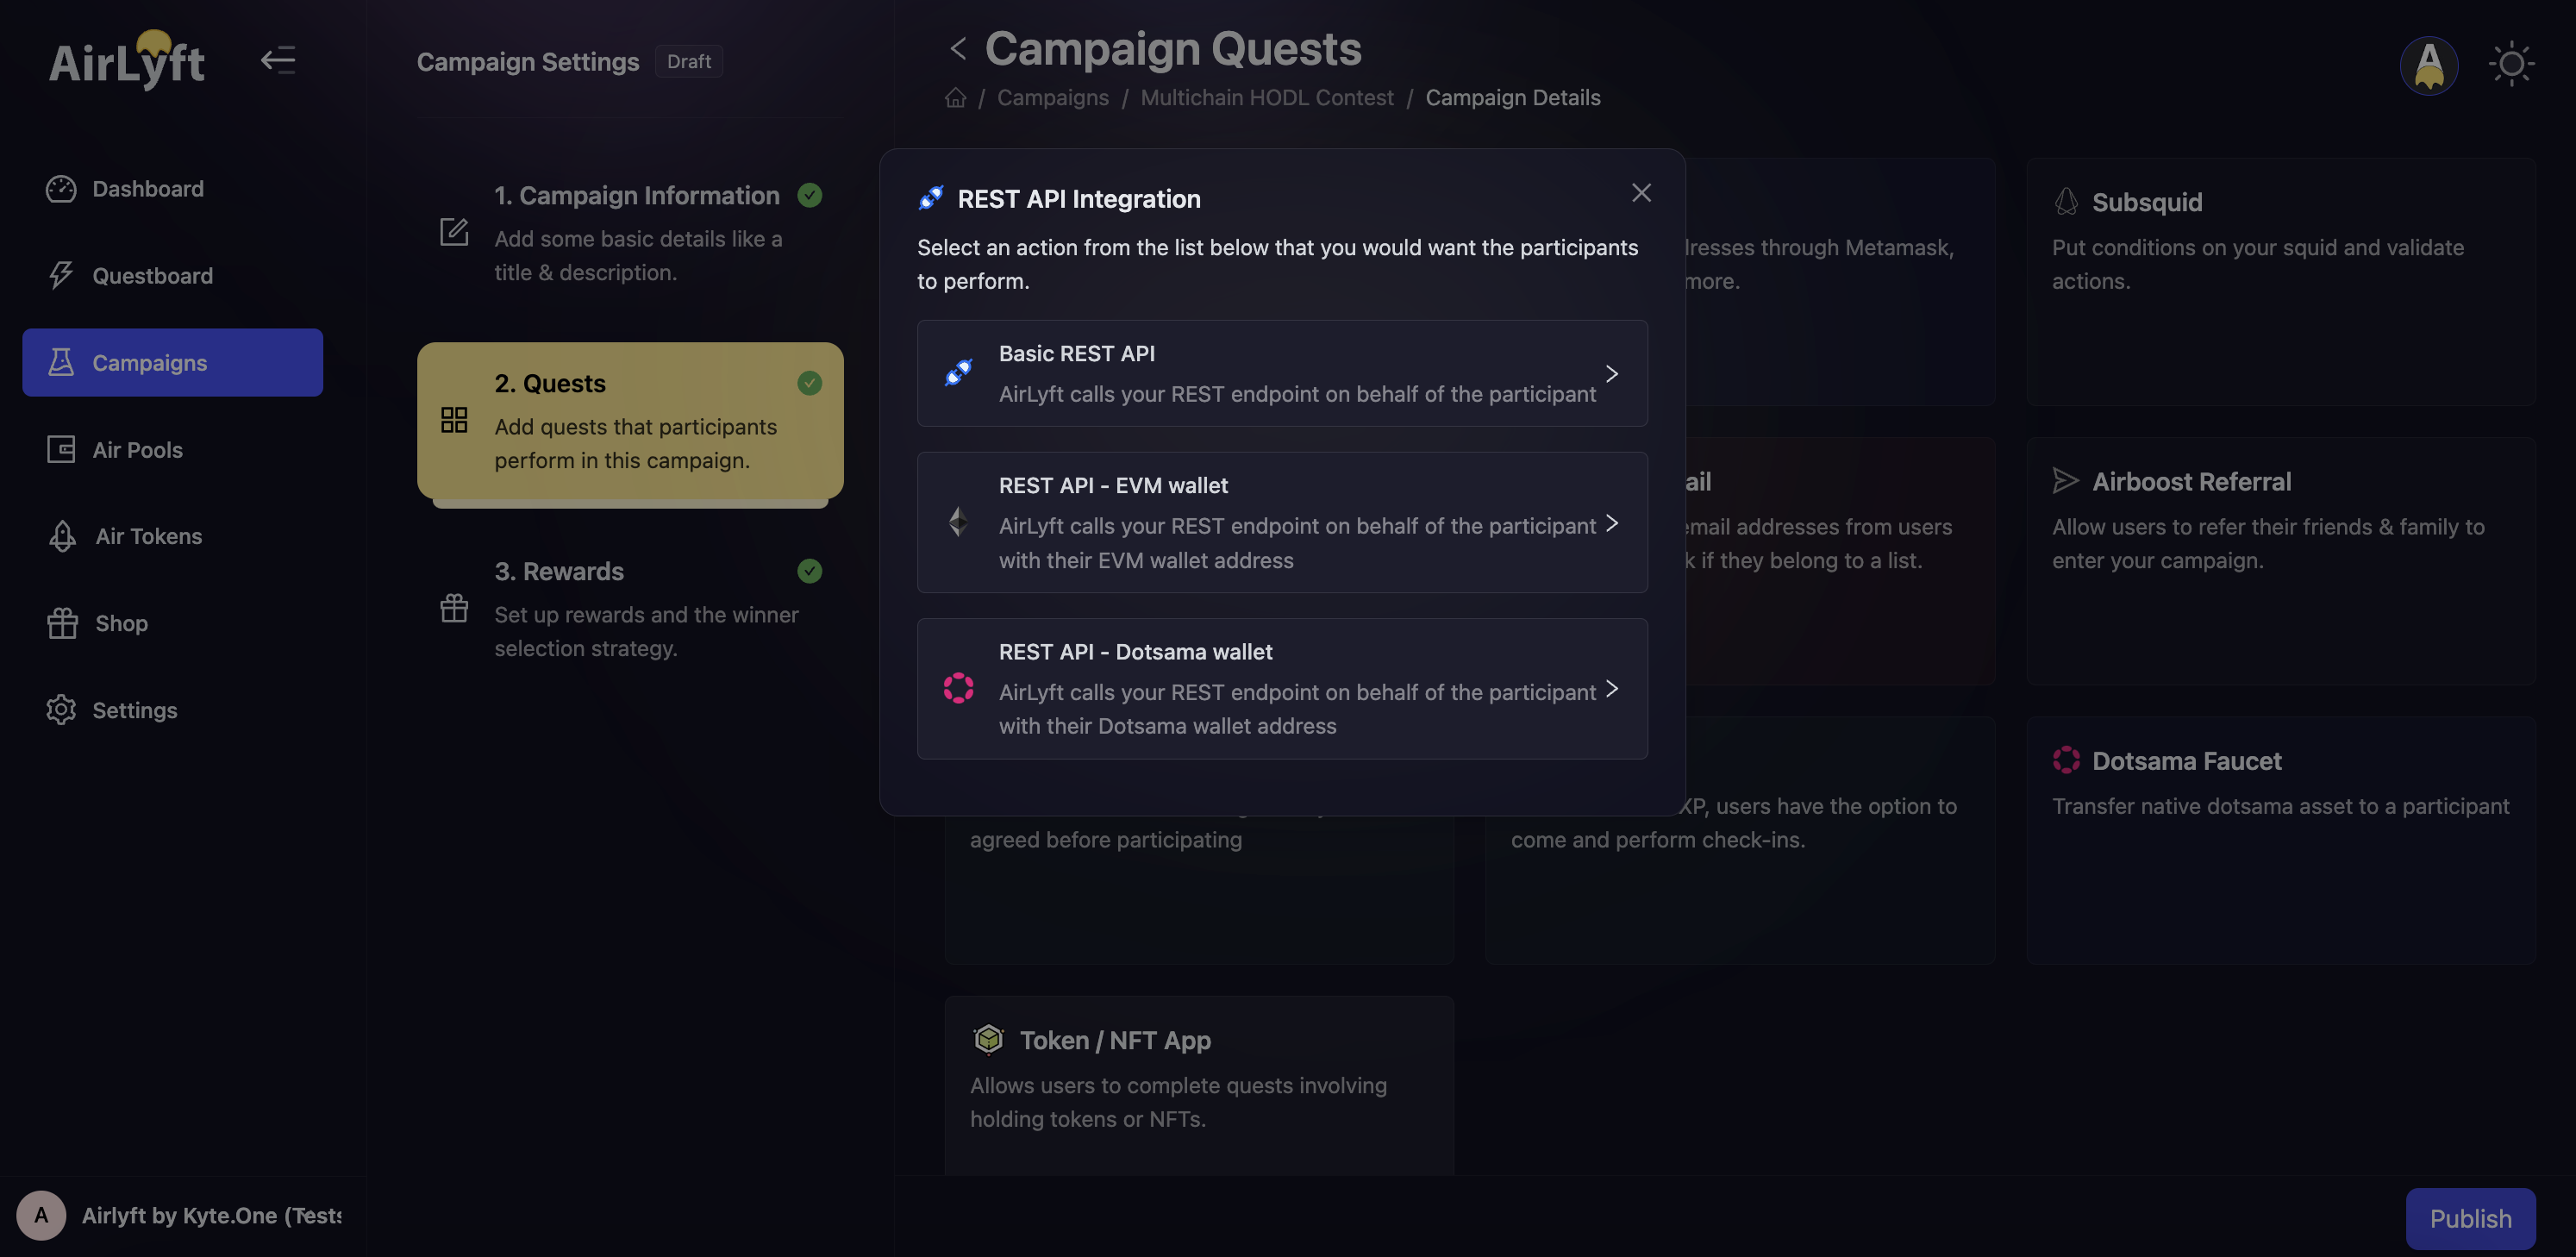 AirLyft
Dashboard
Questboard
Campaigns
Air Pools
Air Tokens
Shop
Settings
A
Airlyft by Kyte.One (Tests
Campaign Settings
Draft
1. Campaign Information
Add some basic details like a
title & description.
2. Quests
Add quests that participants
perform in this campaign.
3. Rewards
Set up rewards and the winner
selection strategy.
Campaign Quests
/ Campaigns / Multichain HODL Contest / Campaign Details
A
REST API Integration
Select an action from the list below that you would want the participants
to perform.
Basic REST API
AirLyft calls your REST endpoint on behalf of the participant
REST API - EVM wallet
AirLyft calls your REST endpoint on behalf of the participant
with their EVM wallet address
REST API - Dotsama wallet
AirLyft calls your REST endpoint on behalf of the participant
with their Dotsama wallet address
through Metamask,
more.
Subsquid
Put conditions on your squid and validate
actions.
addresses from users
if they belong to a list.
Airboost Referral
Allow users to refer their friends & family to
enter your campaign.
agreed before participating
XP, users have the option to
come and perform check-ins.
Dotsama Faucet
Transfer native dotsama asset to a participant
Token / NFT App
Allows users to complete quests involving
holding tokens or NFTs.
Publish